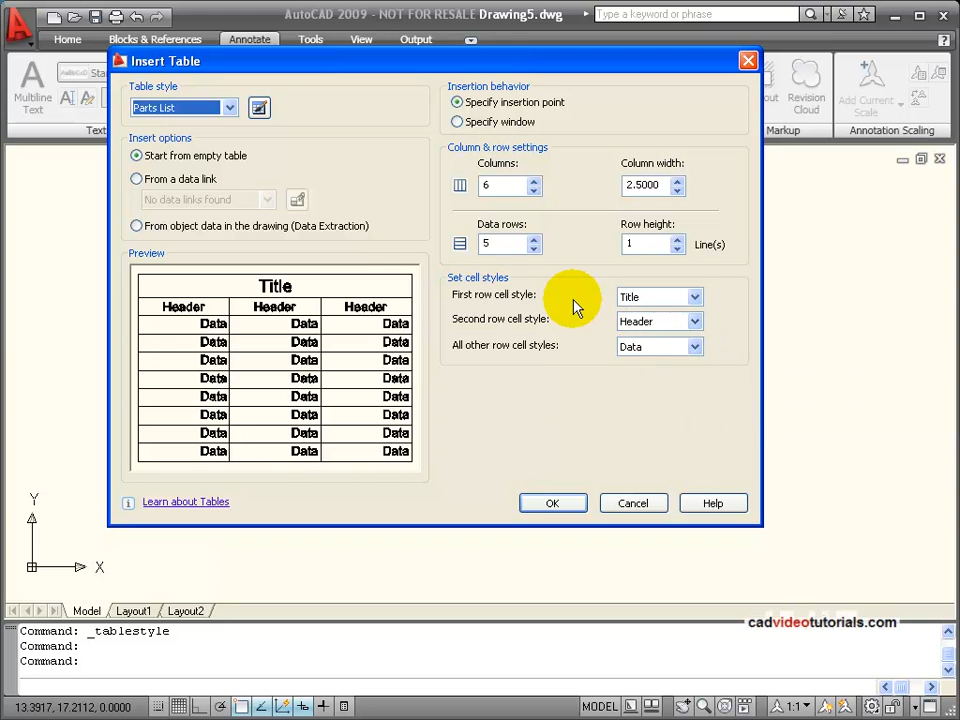 AutoCAD 2009 - NOT FOR RESALE Drawing5.dwg
Type a keyword or phrase
Home Blocks & References Annotate Tools View Output
Insert Table
Multiline
Text
Revision
Cloud
Add Current
Scale
Markup
Annotation Scaling
Table style
Parts List
Insert options
Start from empty table
From a data link
No data links found
From object data in the drawing (Data Extraction)
Preview
Title
Header Header Header
Data Data Data
Data Data Data
Data Data Data
Data Data Data
Data Data Data
Data Data Data
Data Data Data
Data Data Data
Learn about Tables
Insertion behavior
Specify insertion point
Specify window
Column & row settings
Columns: Column width:
6 2.5000
Data rows: Row height:
5 1 Line(s)
Set cell styles
First row cell style: Title
Second row cell style: Header
All other row cell styles: Data
OK Cancel Help
Y
X
Model Layout1 Layout2
cadvideotutorials.com
Command: _tablestyle
Command:
Command:
13.3917, 17.2112, 0.0000
MODEL
1:1